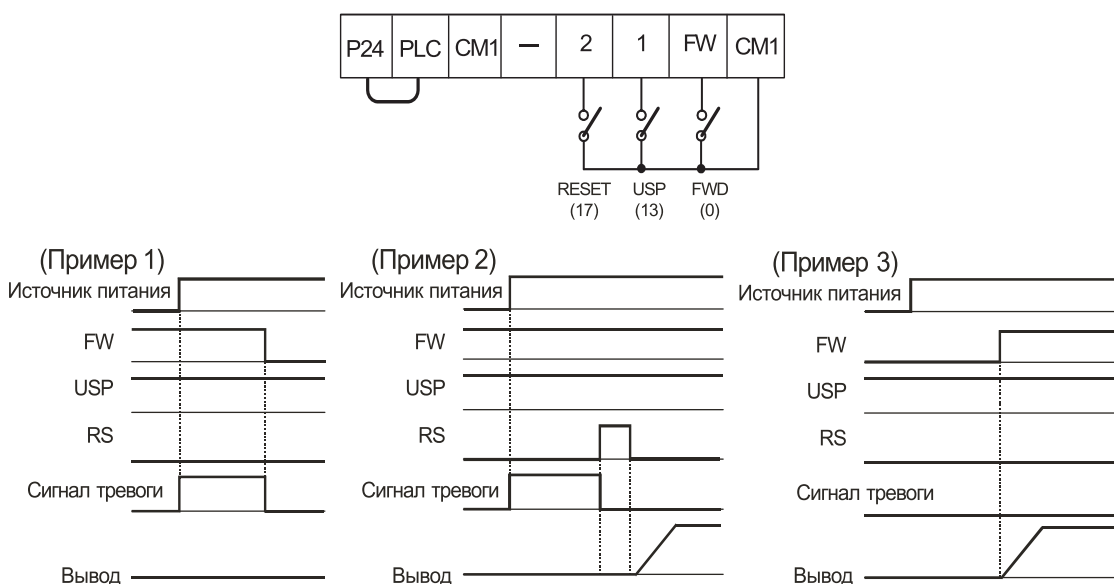 P24 PLC CM1 — 2 1 FW CM1
RESET USP FWD
(17) (13) (0)
(Пример 1)
Источник питания
FW
USP
RS
Сигнал тревоги
Вывод
(Пример 2)
Источник питания
FW
USP
RS
Сигнал тревоги
Вывод
(Пример 3)
Источник питания
FW
USP
RS
Сигнал тревоги
Вывод